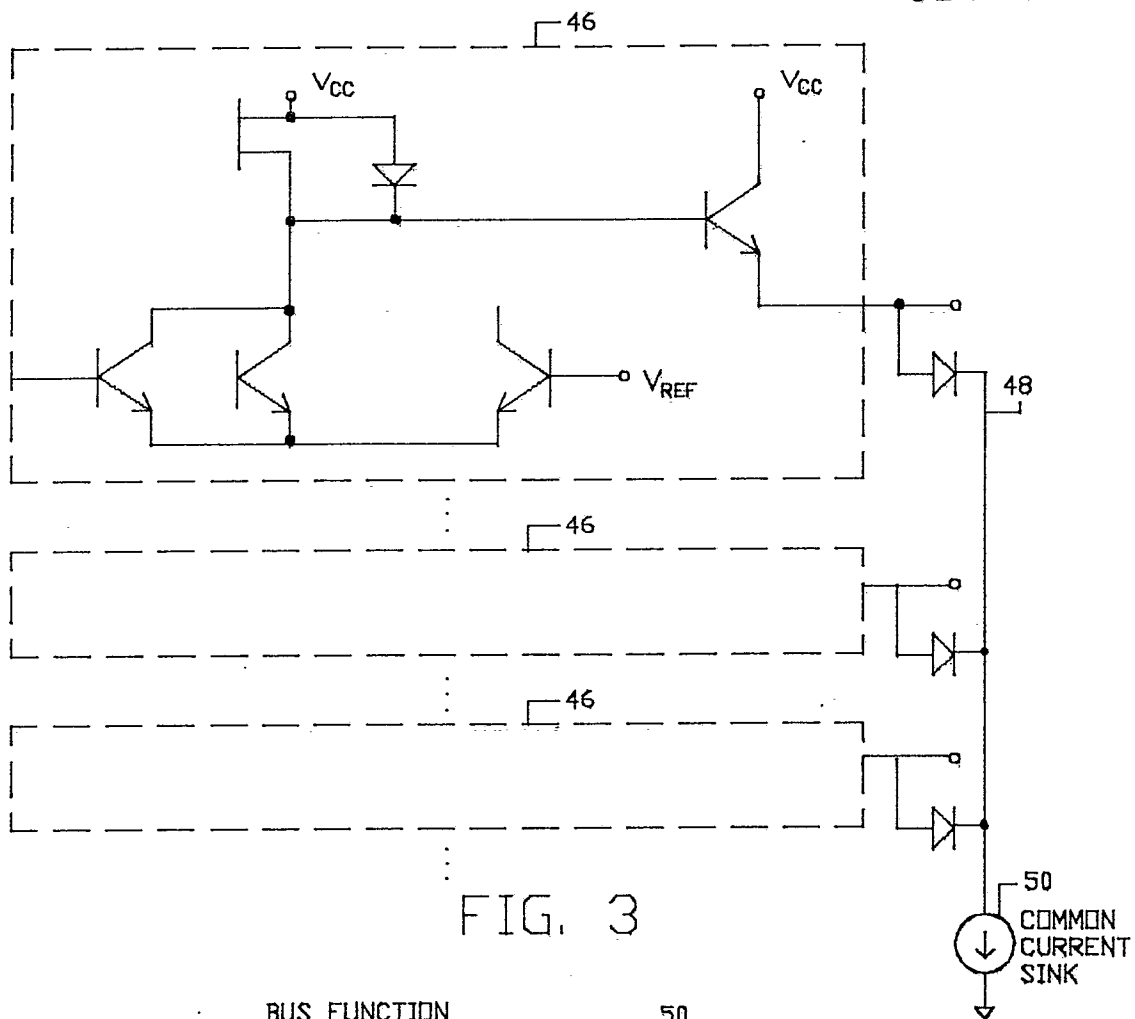 46
VCC
VCC
VREF
48
46
46
FIG. 3
50
COMMON
CURRENT
SINK
BUS FUNCTION
50